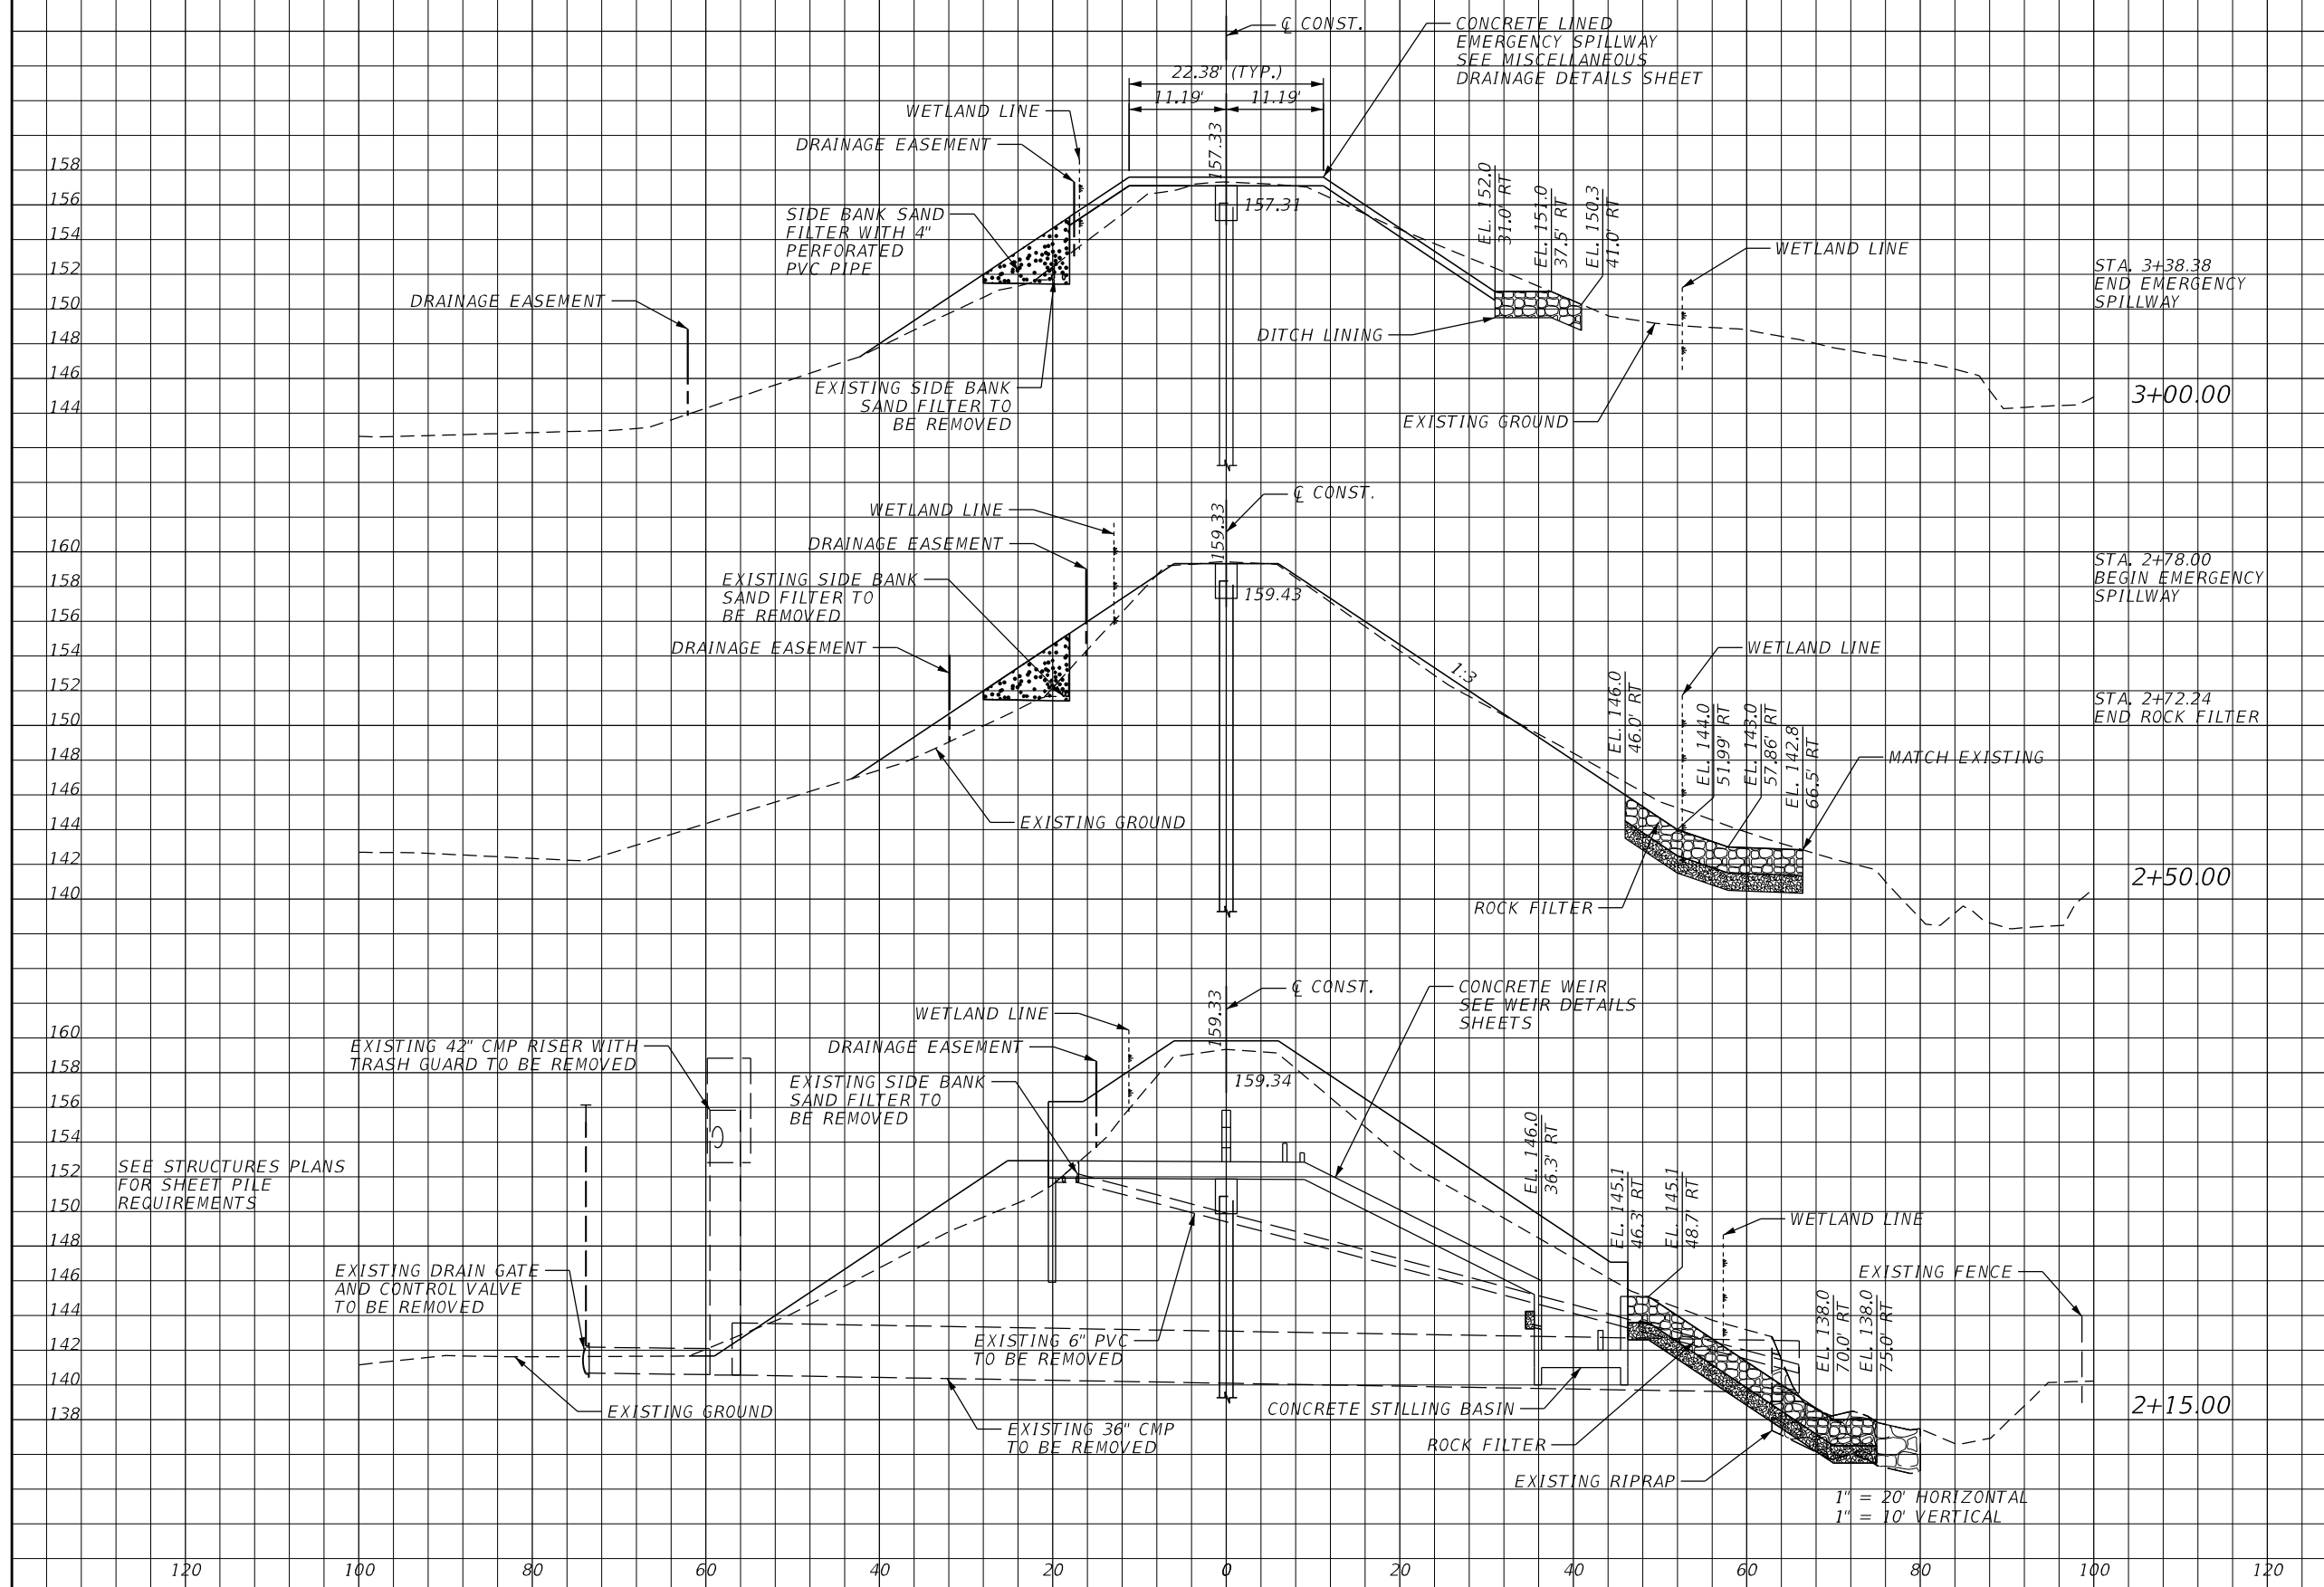 ℄ CONST.
CONCRETE LINED
EMERGENCY SPILLWAY
SEE MISCELLANEOUS
DRAINAGE DETAILS SHEET
22.38' (TYP.)
11.19'
11.19'
WETLAND LINE
DRAINAGE EASEMENT
157.33
157.31
SIDE BANK SAND
FILTER WITH 4"
PERFORATED
PVC PIPE
DRAINAGE EASEMENT
EXISTING SIDE BANK
SAND FILTER TO
BE REMOVED
EL. 152.0
31.0' RT
EL. 151.0
37.5' RT
EL. 150.3
41.0' RT
DITCH LINING
WETLAND LINE
EXISTING GROUND
STA. 3+38.38
END EMERGENCY
SPILLWAY
3+00.00
158
156
154
152
150
148
146
144
WETLAND LINE
DRAINAGE EASEMENT
EXISTING SIDE BANK
SAND FILTER TO
BE REMOVED
DRAINAGE EASEMENT
159.33
℄ CONST.
159.43
EXISTING GROUND
1:3
EL. 146.0
46.0' RT
WETLAND LINE
EL. 144.0
51.99' RT
EL. 143.0
57.86' RT
EL. 142.8
66.5' RT
MATCH EXISTING
ROCK FILTER
STA. 2+78.00
BEGIN EMERGENCY
SPILLWAY
STA. 2+72.24
END ROCK FILTER
2+50.00
160
158
156
154
152
150
148
146
144
142
140
WETLAND LINE
DRAINAGE EASEMENT
EXISTING SIDE BANK
SAND FILTER TO
BE REMOVED
EXISTING 42" CMP RISER WITH
TRASH GUARD TO BE REMOVED
159.33
℄ CONST.
159.34
CONCRETE WEIR
SEE WEIR DETAILS
SHEETS
SEE STRUCTURES PLANS
FOR SHEET PILE
REQUIREMENTS
EXISTING DRAIN GATE
AND CONTROL VALVE
TO BE REMOVED
EXISTING GROUND
EXISTING 6" PVC
TO BE REMOVED
EXISTING 36" CMP
TO BE REMOVED
EL. 146.0
36.3' RT
EL. 145.1
46.3' RT
EL. 145.1
48.7' RT
WETLAND LINE
EL. 138.0
70.0' RT
EL. 138.0
75.0' RT
EXISTING FENCE
CONCRETE STILLING BASIN
ROCK FILTER
EXISTING RIPRAP
2+15.00
160
158
156
154
152
150
148
146
144
142
140
138
1" = 20' HORIZONTAL
1" = 10' VERTICAL
120 100 80 60 40 20 0 20 40 60 80 100 120